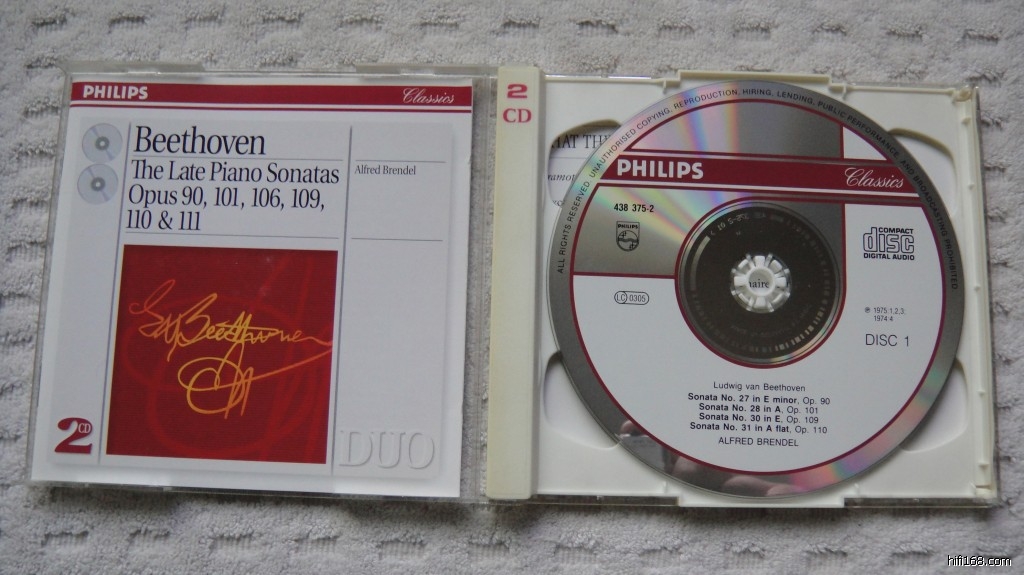 PHILIPS
Classics
Beethoven
The Late Piano Sonatas
Opus 90, 101, 106, 109,
110 & 111
Alfred Brendel
2 CD
DUO
2
CD
ALL RIGHTS RESERVED UNAUTHORISED COPYING, REPRODUCTION, HIRING, LENDING, PUBLIC PERFORMANCE, AND BROADCASTING PROHIBITED
PHILIPS
Classics
438 375-2
PHILIPS
COMPACT
disc
DIGITAL AUDIO
LC 0305
℗ 1975:1,2,3,
1974:4
DISC 1
Ludwig van Beethoven
Sonata No. 27 in E minor, Op. 90
Sonata No. 28 in A, Op. 101
Sonata No. 30 in E, Op. 109
Sonata No. 31 in A flat, Op. 110
ALFRED BRENDEL
hifi168.com